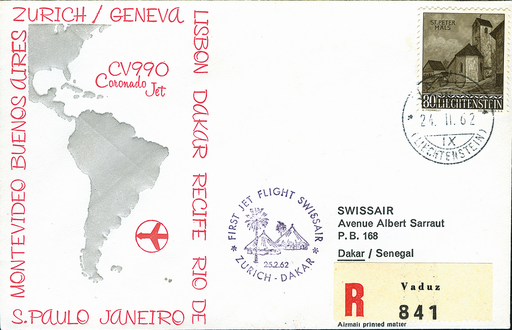 ZURICH / GENEVA
LISBON DAKAR RECIFE RIO DE
JANEIRO S.PAULO
MONTEVIDEO BUENOS AIRES
CV990
Coronado Jet
ST. PETER
MALS
80 LIECHTENSTEIN
24. II. 62
IX
(LIECHTENSTEIN)
* FIRST JET FLIGHT SWISSAIR *
25.2.62
ZURICH - DAKAR
SWISSAIR
Avenue Albert Sarraut
P. B. 168
Dakar / Senegal
R
Vaduz
841
Airmail printed matter